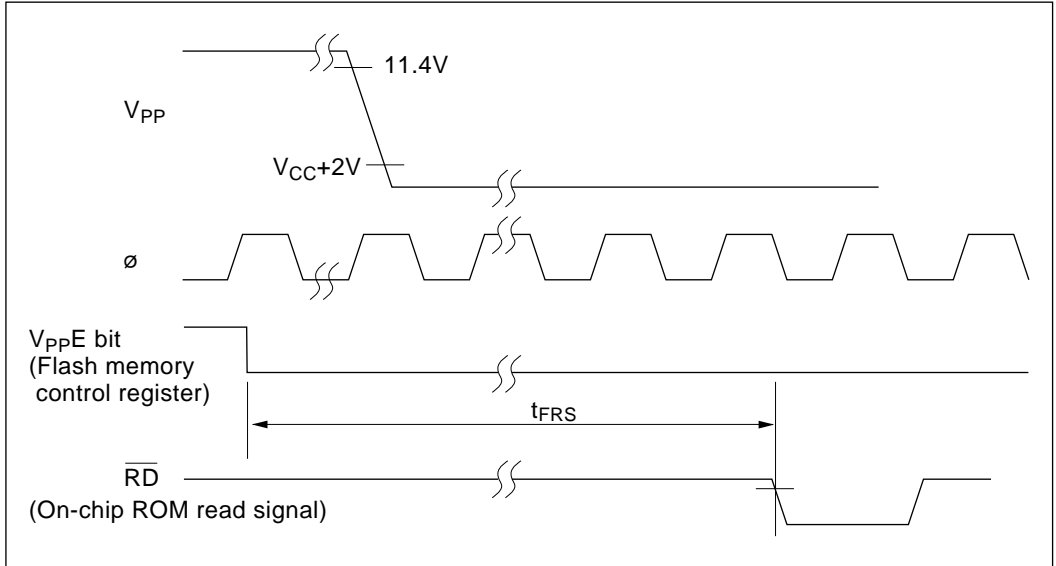 11.4V
VPP
VCC+2V
ø
VPPE bit
(Flash memory
control register)
tFRS
RD
(On-chip ROM read signal)